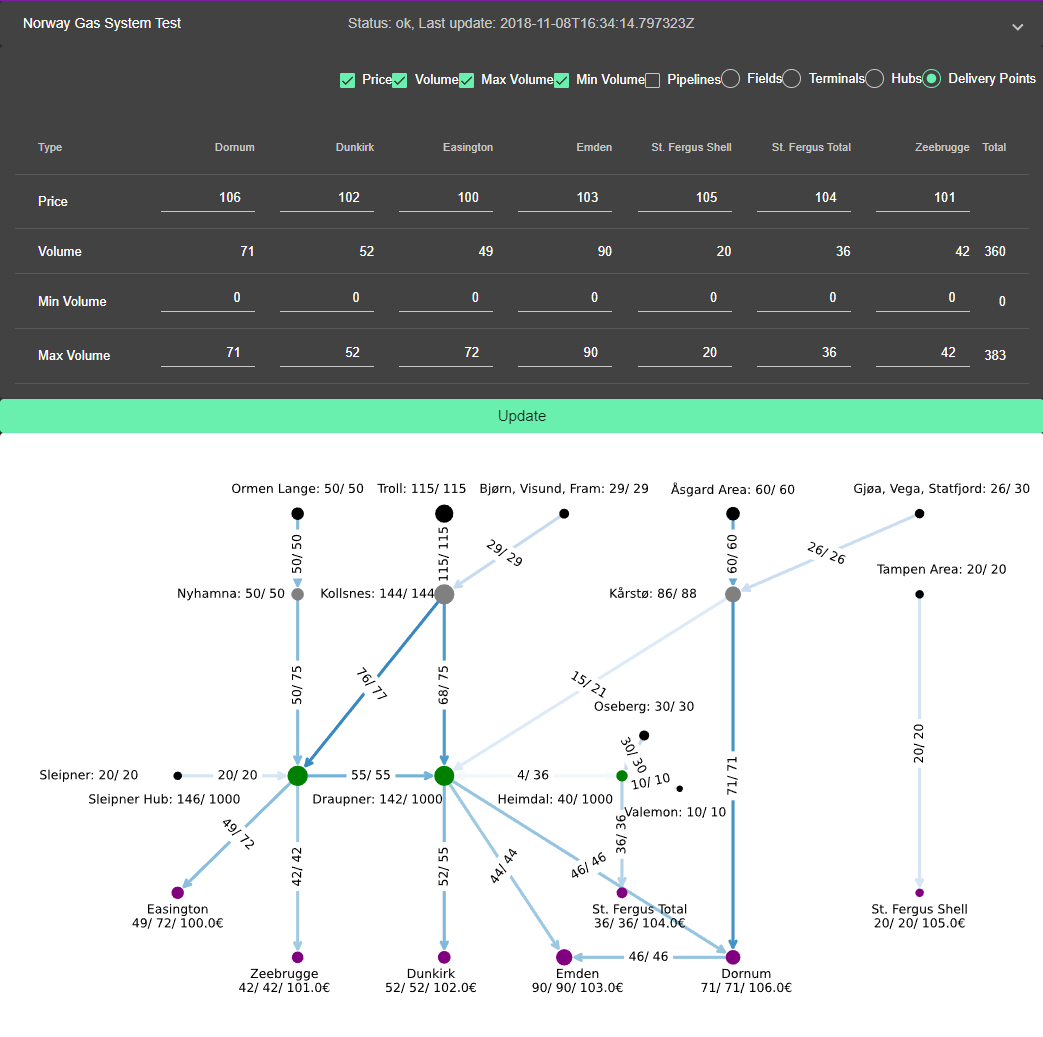 Norway Gas System Test Status: ok, Last update: 2018-11-08T16:34:14.797323Z
Price Volume Max Volume Min Volume Pipelines Fields Terminals Hubs Delivery Points
Type Dornum Dunkirk Easington Emden St. Fergus Shell St. Fergus Total Zeebrugge Total
Price 106 102 100 103 105 104 101
Volume 71 52 49 90 20 36 42 360
Min Volume 0 0 0 0 0 0 0 0
Max Volume 71 52 72 90 20 36 42 383
Update
Ormen Lange: 50/ 50 Troll: 115/ 115 Bjørn, Visund, Fram: 29/ 29 Åsgard Area: 60/ 60 Gjøa, Vega, Statfjord: 26/ 30
50/ 50 115/ 115 29/ 29 60/ 60 26/ 26
Tampen Area: 20/ 20
Nyhamna: 50/ 50 Kollsnes: 144/ 144 Kårstø: 86/ 88
50/ 75 76/ 77 68/ 75 15/ 21
Oseberg: 30/ 30
30/ 30 20/ 20
Sleipner: 20/ 20 20/ 20 55/ 55 4/ 36 10/ 10 71/ 71
Sleipner Hub: 146/ 1000 Draupner: 142/ 1000 Heimdal: 40/ 1000
Valemon: 10/ 10
49/ 72 36/ 36
42/ 42 52/ 55 44/ 44 46/ 46
Easington St. Fergus Total St. Fergus Shell
49/ 72/ 100.0€ 36/ 36/ 104.0€ 20/ 20/ 105.0€
46/ 46
Zeebrugge Dunkirk Emden Dornum
42/ 42/ 101.0€ 52/ 52/ 102.0€ 90/ 90/ 103.0€ 71/ 71/ 106.0€